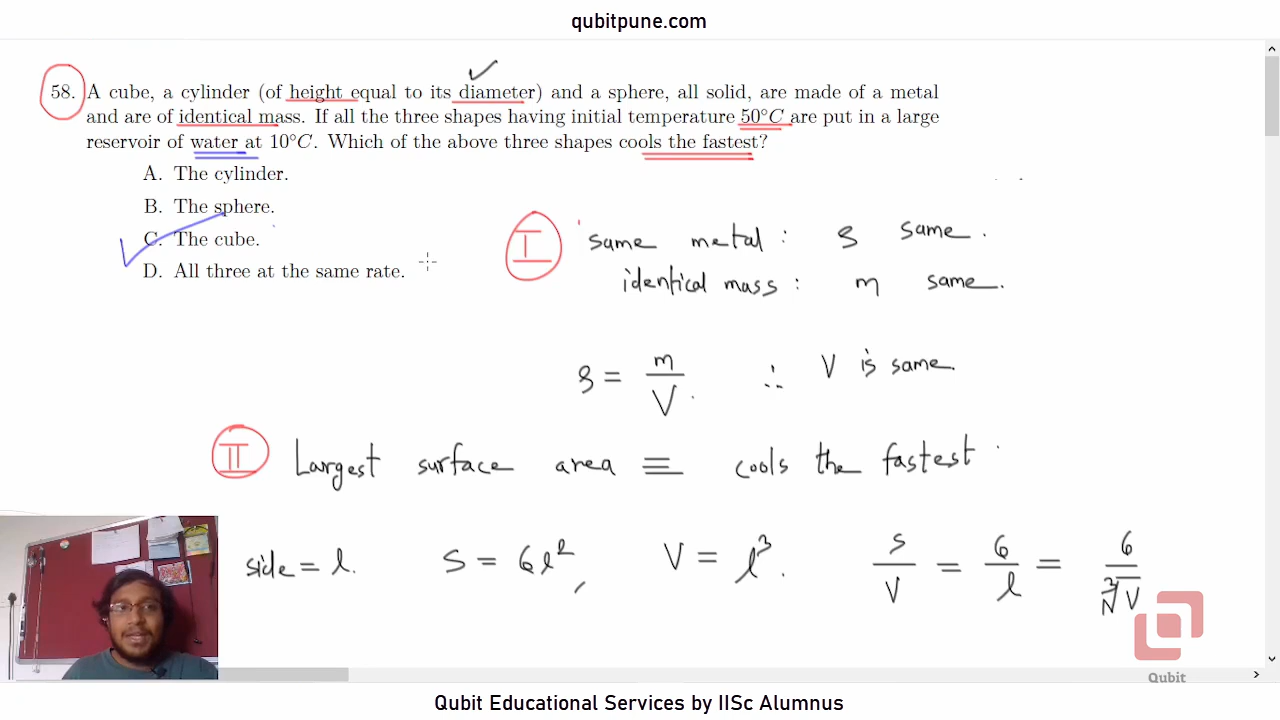 qubitpune.com
58. A cube, a cylinder (of height equal to its diameter) and a sphere, all solid, are made of a metal
and are of identical mass. If all the three shapes having initial temperature 50°C are put in a large
reservoir of water at 10°C. Which of the above three shapes cools the fastest?
A. The cylinder.
B. The sphere.
C. The cube.
D. All three at the same rate.
I same metal : ρ same.
identical mass : m same.
ρ = m/V ∴ V is same.
II Largest surface area ≡ cools the fastest
side = l. S = 6l², V = l³. S/V = 6/l = 6/∛V
Qubit
Qubit Educational Services by IISc Alumnus